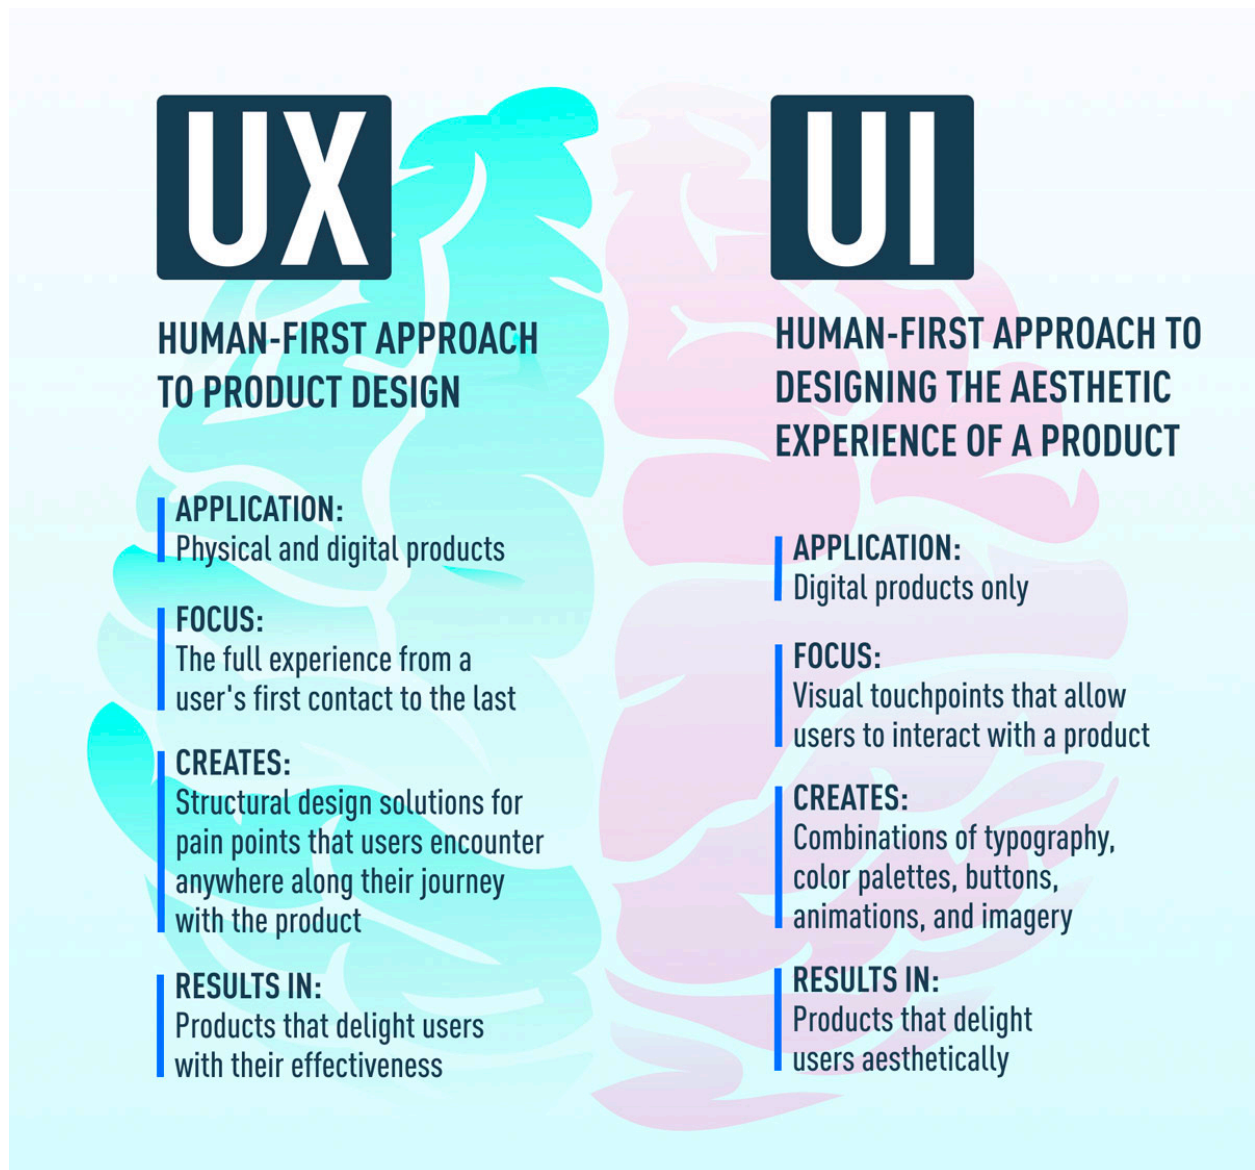 UX
HUMAN-FIRST APPROACH
TO PRODUCT DESIGN
APPLICATION:
Physical and digital products
FOCUS:
The full experience from a
user's first contact to the last
CREATES:
Structural design solutions for
pain points that users encounter
anywhere along their journey
with the product
RESULTS IN:
Products that delight users
with their effectiveness
UI
HUMAN-FIRST APPROACH TO
DESIGNING THE AESTHETIC
EXPERIENCE OF A PRODUCT
APPLICATION:
Digital products only
FOCUS:
Visual touchpoints that allow
users to interact with a product
CREATES:
Combinations of typography,
color palettes, buttons,
animations, and imagery
RESULTS IN:
Products that delight
users aesthetically